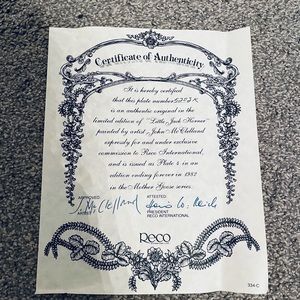 Certificate of Authenticity
It is hereby certified
that this plate number
is an authentic original in the
limited edition of "Little Jack Horner"
painted by artist, John McClelland
expressly for and under exclusive
commission to Reco International,
and is issued as Plate 4 in an
edition ending forever in 1982
in the Mother Goose series.
ATTESTED:
PRESIDENT
RECO INTERNATIONAL
RECO
334 C